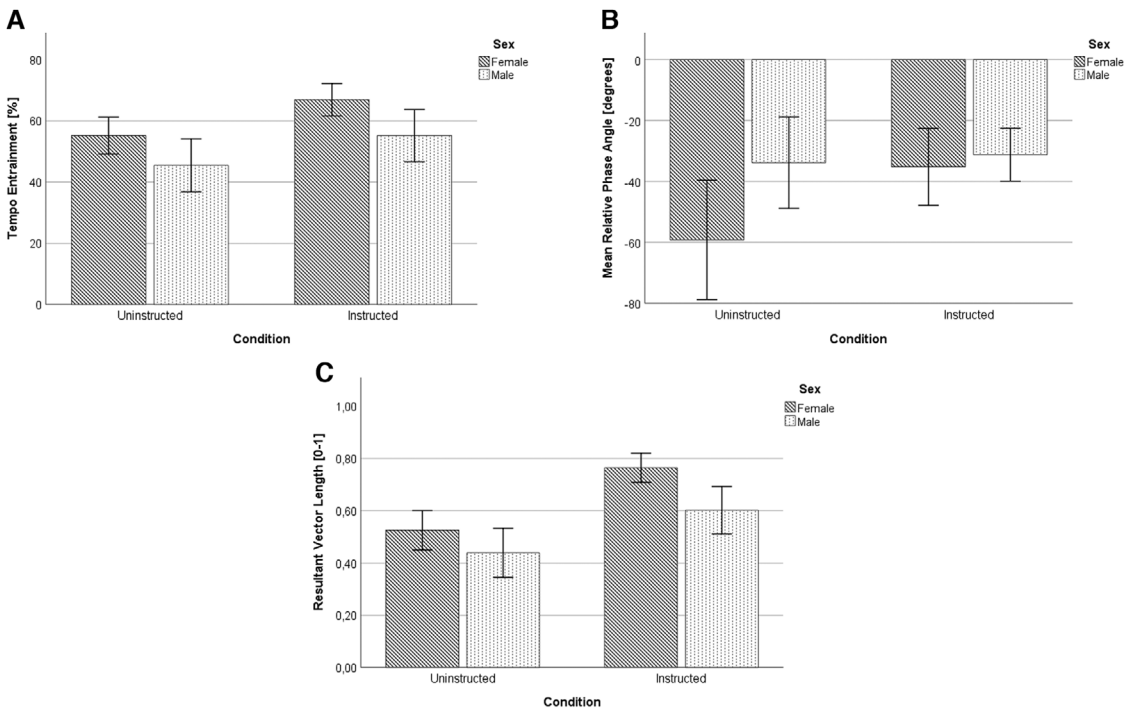 A
Sex
Female
Male
80
60
40
20
0
Tempo Entrainment [%]
Uninstructed Instructed
Condition
B
Sex
Female
Male
0
-20
-40
-60
-80
Mean Relative Phase Angle [degrees]
Uninstructed Instructed
Condition
C
Sex
Female
Male
1,00
0,80
0,60
0,40
0,20
0,00
Resultant Vector Length [0-1]
Uninstructed Instructed
Condition